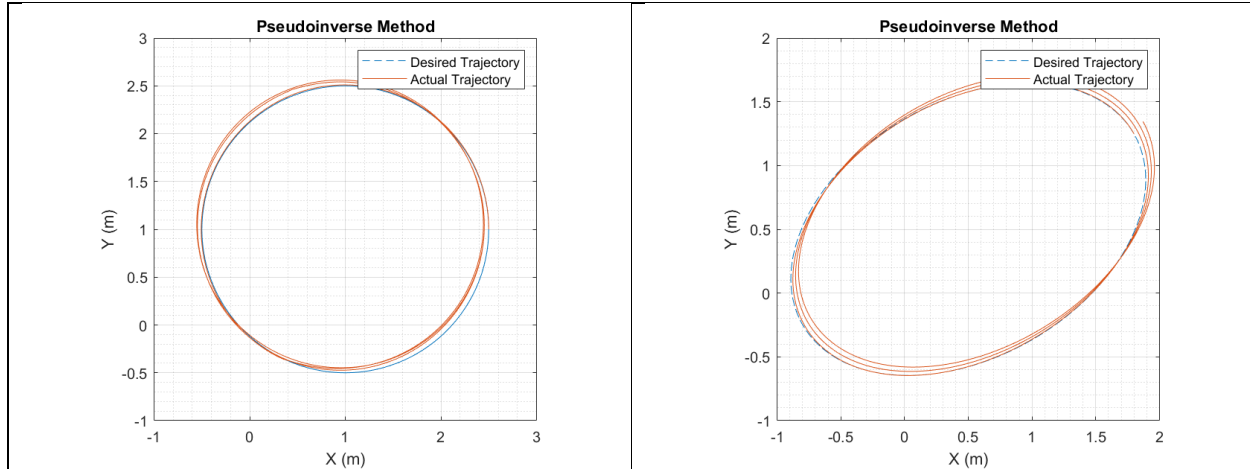 Pseudoinverse Method
3
2.5
2
1.5
1
0.5
0
-0.5
-1
-1
0
1
2
3
Y (m)
X (m)
Desired Trajectory
Actual Trajectory
Pseudoinverse Method
2
1.5
1
0.5
0
-0.5
-1
-1
-0.5
0
0.5
1
1.5
2
Y (m)
X (m)
Desired Trajectory
Actual Trajectory